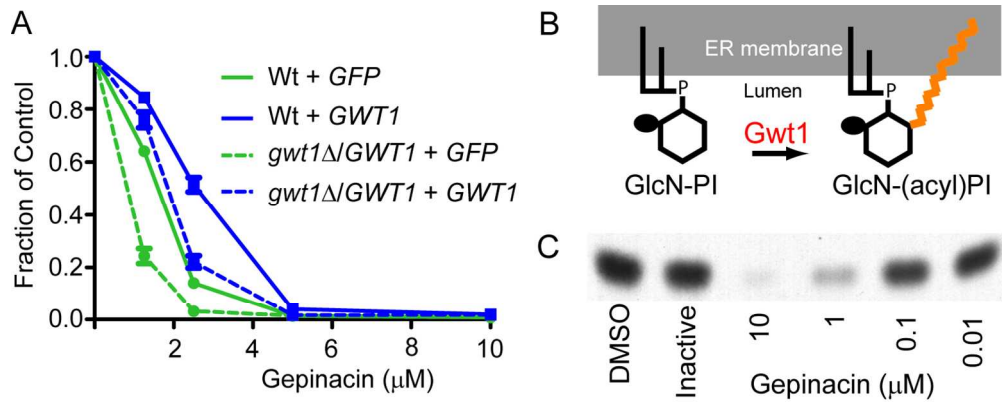 A
Fraction of Control
1.0
0.8
0.6
0.4
0.2
0.0
2
4
6
8
10
Gepinacin (μM)
Wt + GFP
Wt + GWT1
gwt1Δ/GWT1 + GFP
gwt1Δ/GWT1 + GWT1
B
ER membrane
Lumen
P
P
Gwt1
GlcN-PI
GlcN-(acyl)PI
C
DMSO
Inactive
10
1
0.1
0.01
Gepinacin (μM)